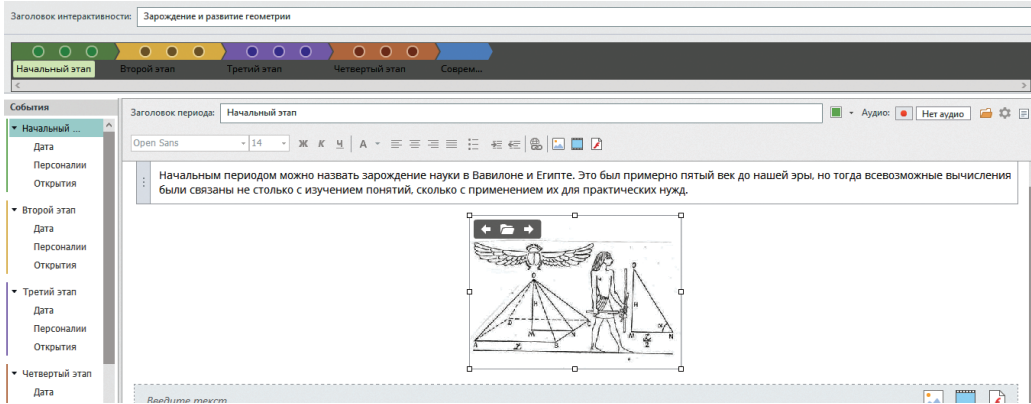 Заголовок интерактивности: Зарождение и развитие геометрии
Начальный этап Второй этап Третий этап Четвертый этап Соврем...
События
Заголовок периода: Начальный этап
Аудио: Нет аудио
Начальный ...
Дата
Персоналии
Открытия
Второй этап
Дата
Персоналии
Открытия
Третий этап
Дата
Персоналии
Открытия
Четвертый этап
Дата
Open Sans 14 Ж К Ч А
Начальным периодом можно назвать зарождение науки в Вавилоне и Египте. Это был примерно пятый век до нашей эры, но тогда всевозможные вычисления
были связаны не столько с изучением понятий, сколько с применением их для практических нужд.
Введите текст